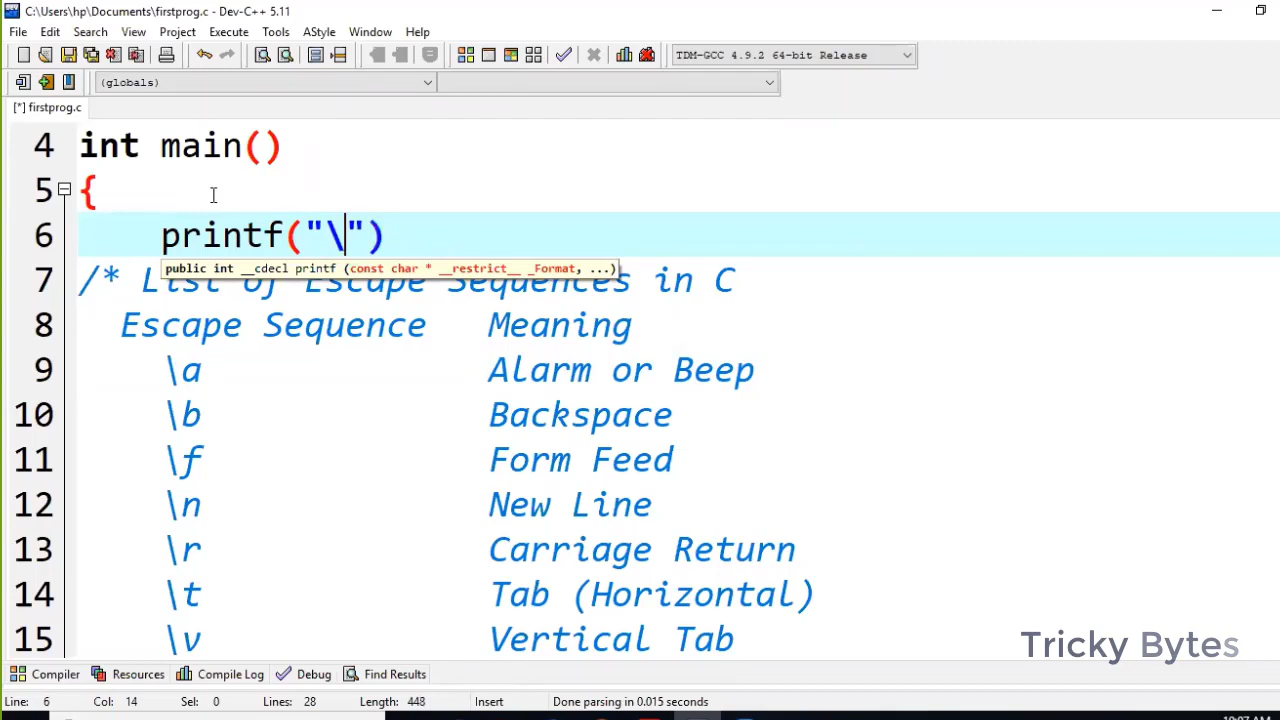 C:\Users\hp\Documents\firstprog.c - Dev-C++ 5.11
File Edit Search View Project Execute Tools AStyle Window Help
TDM-GCC 4.9.2 64-bit Release
(globals)
[*] firstprog.c
4 int main()
5 {
6 printf("\")
public int __cdecl printf (const char * __restrict__ _Format, ...)
7 /* List of Escape Sequences in C
8 Escape Sequence Meaning
9 \a Alarm or Beep
10 \b Backspace
11 \f Form Feed
12 \n New Line
13 \r Carriage Return
14 \t Tab (Horizontal)
15 \v Vertical Tab
Tricky Bytes
Compiler Resources Compile Log Debug Find Results
Line: 6 Col: 14 Sel: 0 Lines: 28 Length: 448 Insert Done parsing in 0.015 seconds